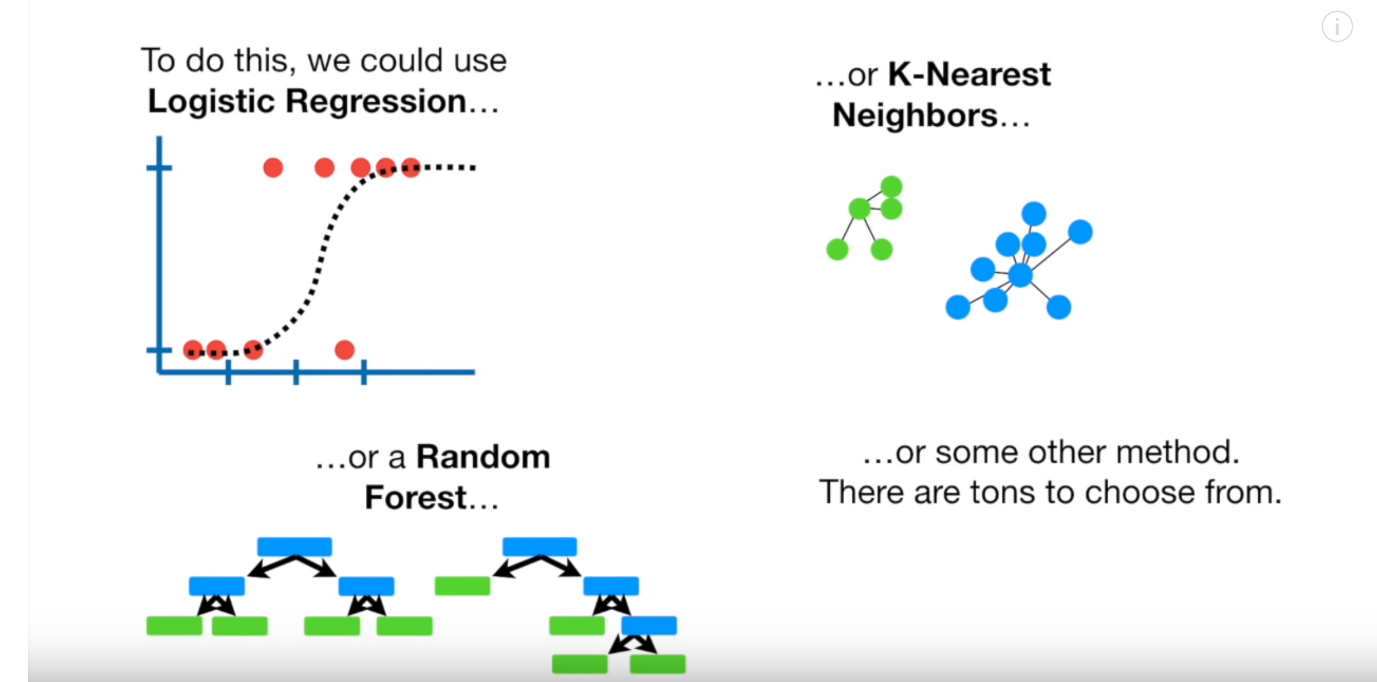 To do this, we could use
Logistic Regression…
…or K-Nearest
Neighbors…
…or a Random
Forest…
…or some other method.
There are tons to choose from.